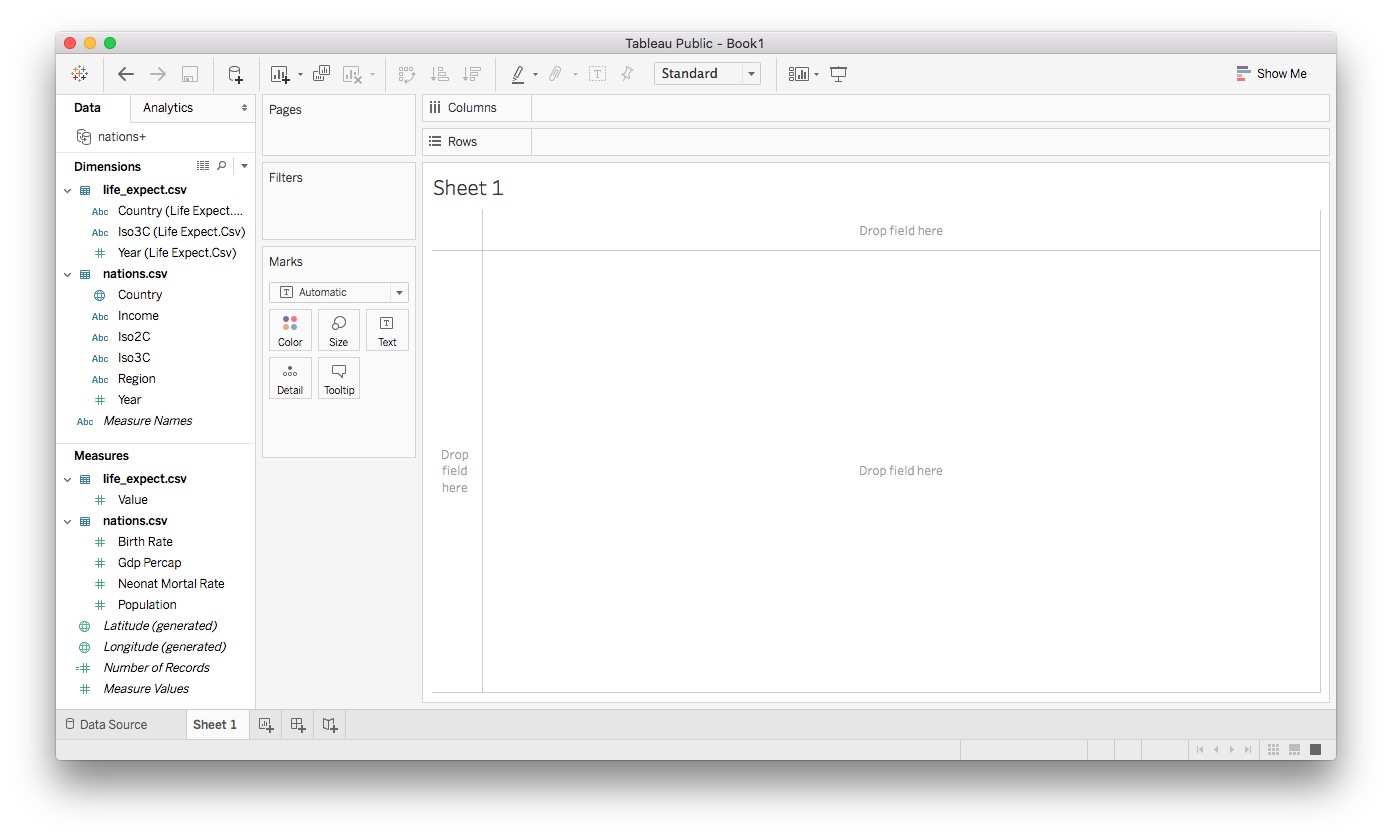 Tableau Public - Book1
Standard
Show Me
Data
Analytics
nations+
Dimensions
life_expect.csv
Abc Country (Life Expect....
Abc Iso3C (Life Expect.Csv)
Year (Life Expect.Csv)
nations.csv
Country
Abc Income
Abc Iso2C
Abc Iso3C
Abc Region
Year
Abc Measure Names
Measures
life_expect.csv
Value
nations.csv
Birth Rate
Gdp Percap
Neonat Mortal Rate
Population
Latitude (generated)
Longitude (generated)
Number of Records
Measure Values
Pages
Filters
Marks
Automatic
Color
Size
Text
Detail
Tooltip
Columns
Rows
Sheet 1
Drop field here
Drop
field
here
Drop field here
Data Source
Sheet 1